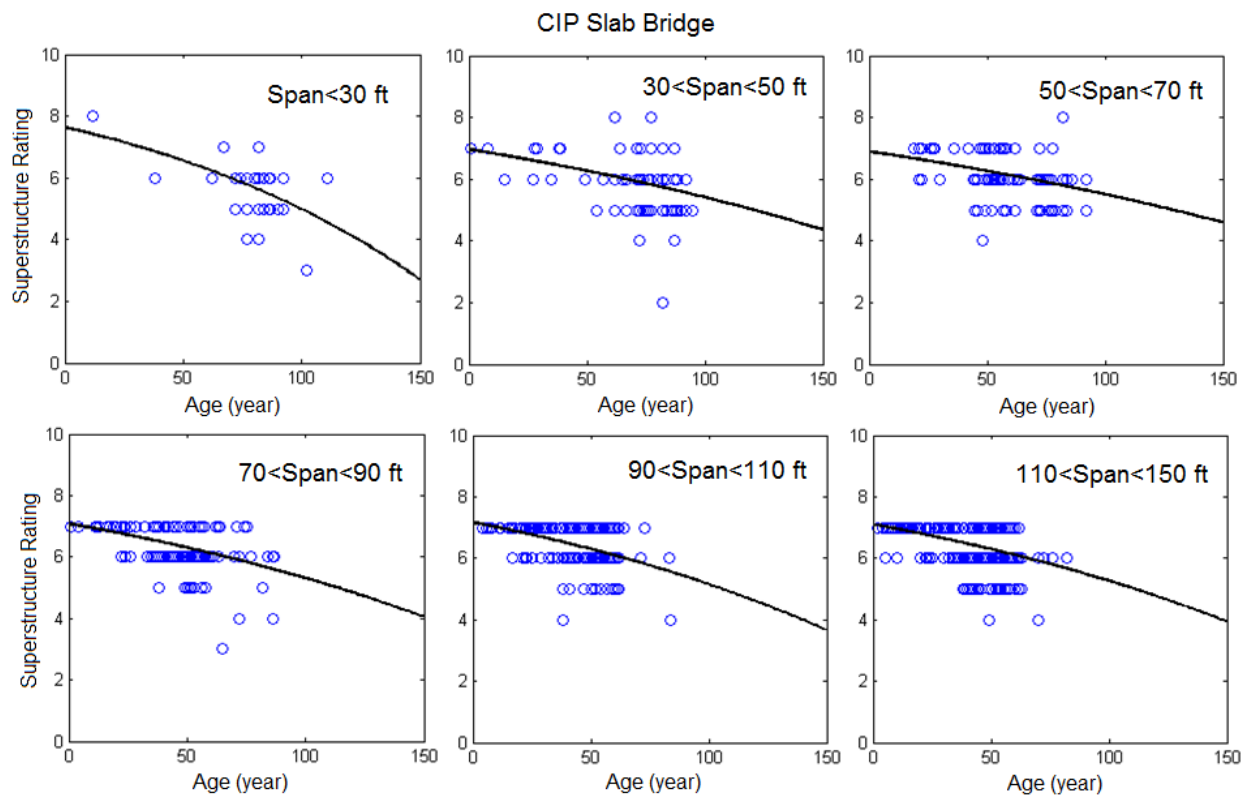 CIP Slab Bridge
Superstructure Rating
10
8
6
4
2
0
Span<30 ft
0 50 100 150
Age (year)
10
8
6
4
2
0
30<Span<50 ft
0 50 100 150
Age (year)
10
8
6
4
2
0
50<Span<70 ft
0 50 100 150
Age (year)
Superstructure Rating
10
8
6
4
2
0
70<Span<90 ft
0 50 100 150
Age (year)
10
8
6
4
2
0
90<Span<110 ft
0 50 100 150
Age (year)
10
8
6
4
2
0
110<Span<150 ft
0 50 100 150
Age (year)